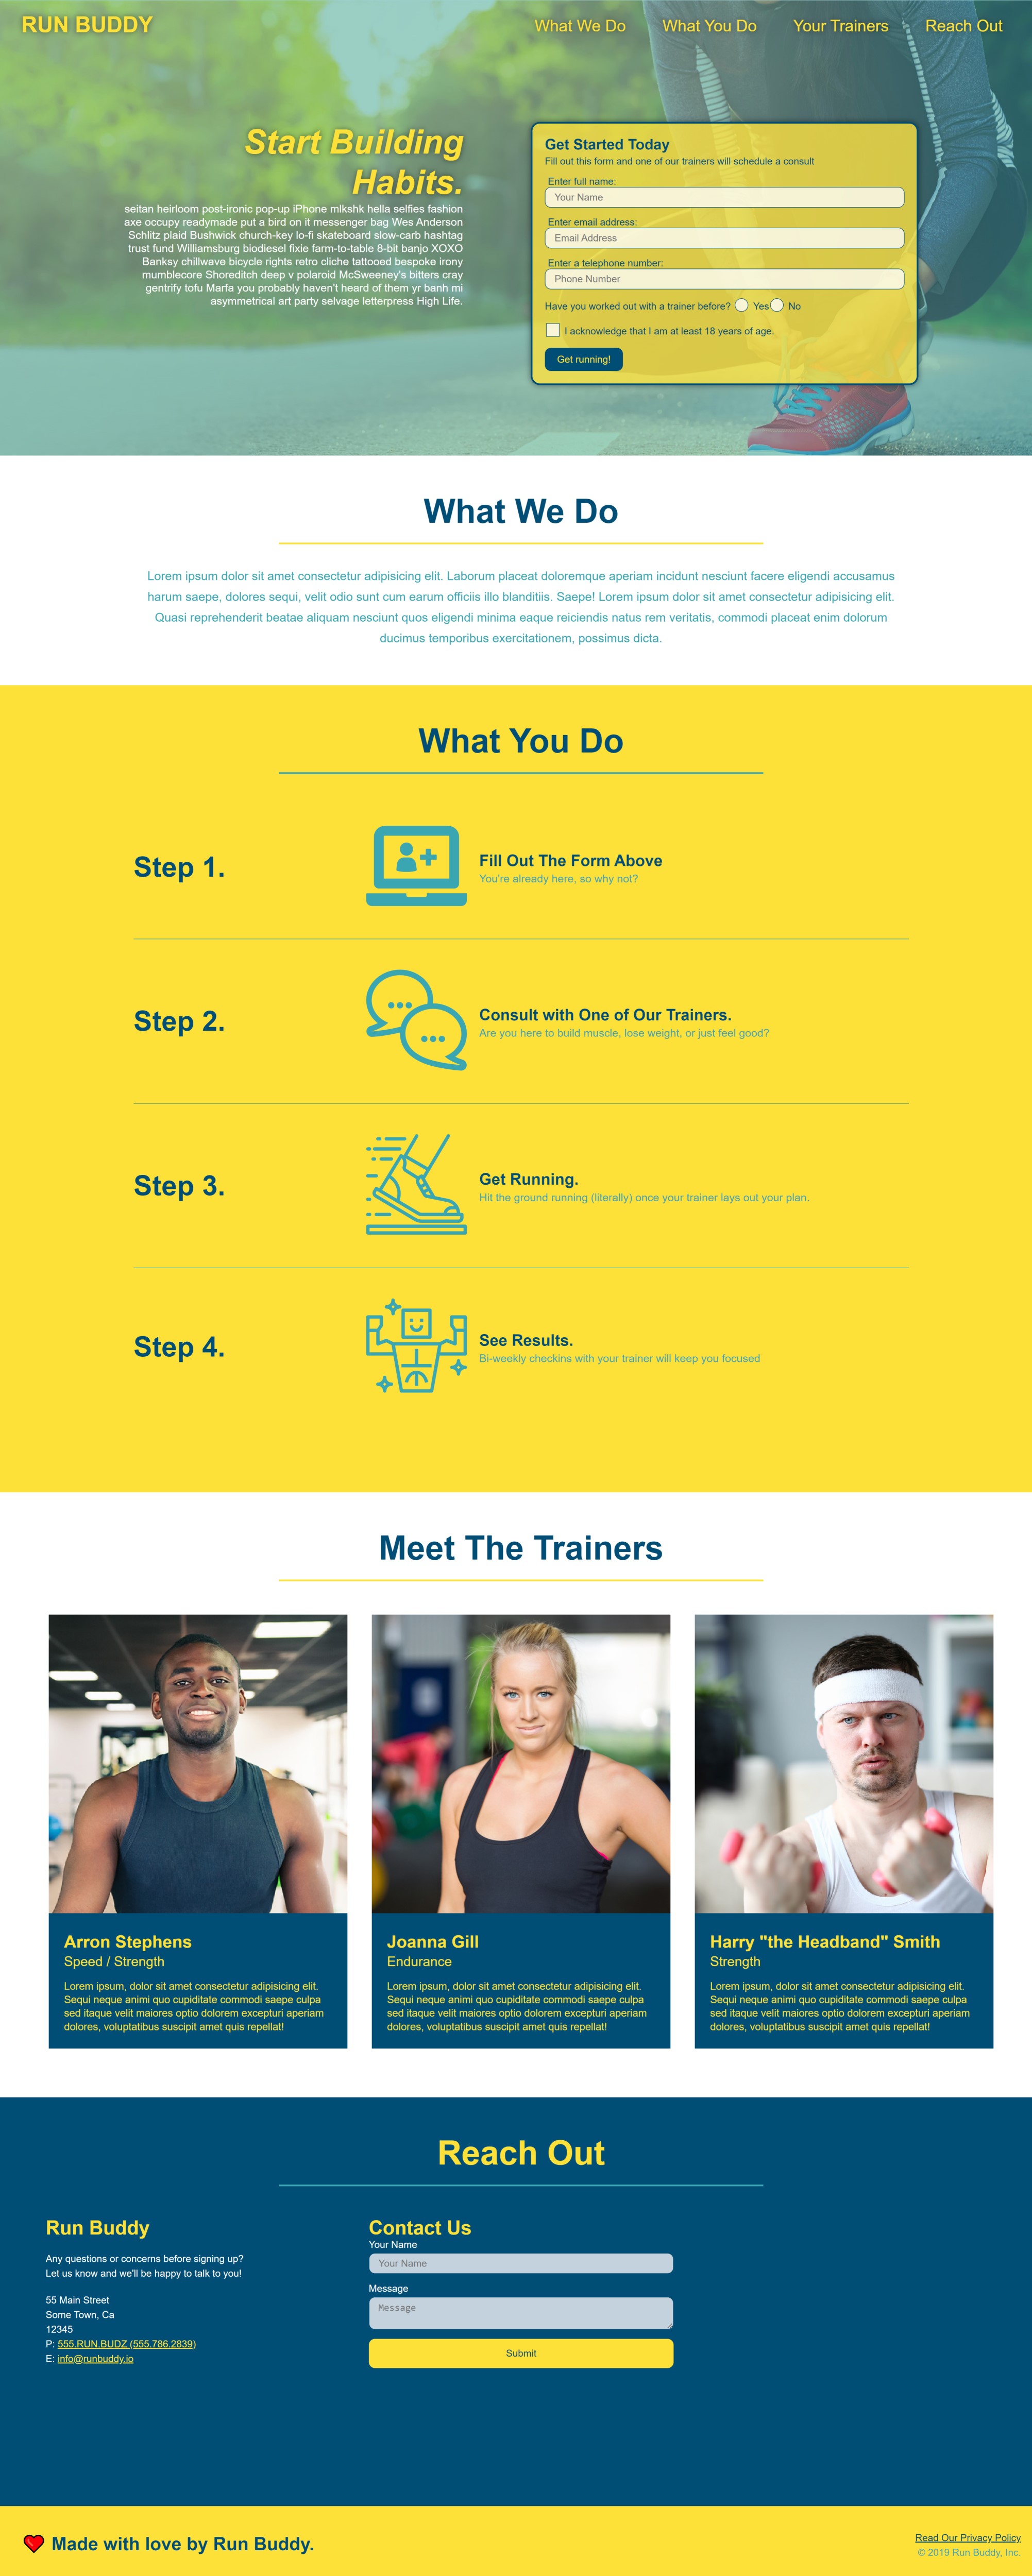 RUN BUDDY
What We Do What You Do Your Trainers Reach Out
Start Building
Habits.
seitan heirloom post-ironic pop-up iPhone mlkshk hella selfies fashion
axe occupy readymade put a bird on it messenger bag Wes Anderson
Schlitz plaid Bushwick church-key lo-fi skateboard slow-carb hashtag
trust fund Williamsburg biodiesel fixie farm-to-table 8-bit banjo XOXO
Banksy chillwave bicycle rights retro cliche tattooed bespoke irony
mumblecore Shoreditch deep v polaroid McSweeney's bitters cray
gentrify tofu Marfa you probably haven't heard of them yr banh mi
asymmetrical art party selvage letterpress High Life.
Get Started Today
Fill out this form and one of our trainers will schedule a consult
Enter full name:
Your Name
Enter email address:
Email Address
Enter a telephone number:
Phone Number
Have you worked out with a trainer before? Yes No
I acknowledge that I am at least 18 years of age.
Get running!
What We Do
Lorem ipsum dolor sit amet consectetur adipisicing elit. Laborum placeat doloremque aperiam incidunt nesciunt facere eligendi accusamus
harum saepe, dolores sequi, velit odio sunt cum earum officiis illo blanditiis. Saepe! Lorem ipsum dolor sit amet consectetur adipisicing elit.
Quasi reprehenderit beatae aliquam nesciunt quos eligendi minima eaque reiciendis natus rem veritatis, commodi placeat enim dolorum
ducimus temporibus exercitationem, possimus dicta.
What You Do
Step 1.
Fill Out The Form Above
You're already here, so why not?
Step 2.
Consult with One of Our Trainers.
Are you here to build muscle, lose weight, or just feel good?
Step 3.
Get Running.
Hit the ground running (literally) once your trainer lays out your plan.
Step 4.
See Results.
Bi-weekly checkins with your trainer will keep you focused
Meet The Trainers
Arron Stephens
Speed / Strength
Lorem ipsum, dolor sit amet consectetur adipisicing elit.
Sequi neque animi quo cupiditate commodi saepe culpa
sed itaque velit maiores optio dolorem excepturi aperiam
dolores, voluptatibus suscipit amet quis repellat!
Joanna Gill
Endurance
Lorem ipsum, dolor sit amet consectetur adipisicing elit.
Sequi neque animi quo cupiditate commodi saepe culpa
sed itaque velit maiores optio dolorem excepturi aperiam
dolores, voluptatibus suscipit amet quis repellat!
Harry "the Headband" Smith
Strength
Lorem ipsum, dolor sit amet consectetur adipisicing elit.
Sequi neque animi quo cupiditate commodi saepe culpa
sed itaque velit maiores optio dolorem excepturi aperiam
dolores, voluptatibus suscipit amet quis repellat!
Reach Out
Run Buddy
Any questions or concerns before signing up?
Let us know and we'll be happy to talk to you!
55 Main Street
Some Town, Ca
12345
P: 555.RUN.BUDZ (555.786.2839)
E: info@runbuddy.io
Contact Us
Your Name
Your Name
Message
Message
Submit
Made with love by Run Buddy.
Read Our Privacy Policy
© 2019 Run Buddy, Inc.